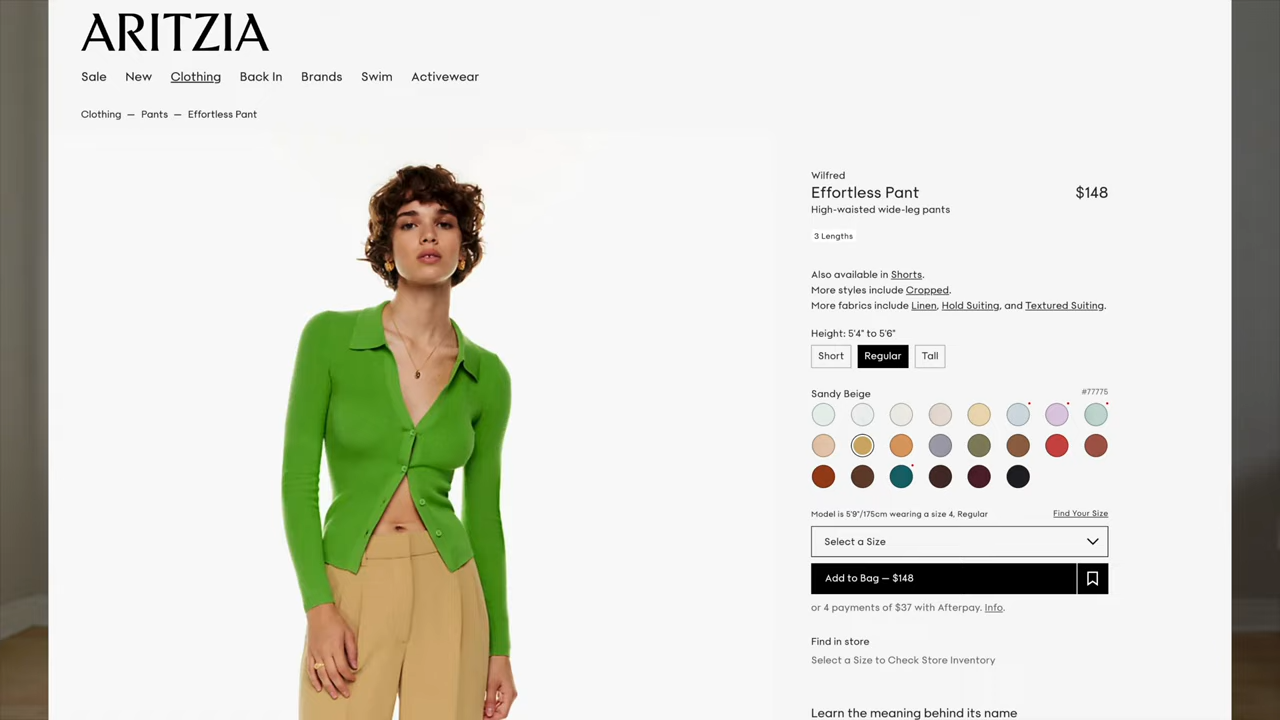 ARITZIA
Sale New Clothing Back In Brands Swim Activewear
Clothing — Pants — Effortless Pant
Wilfred
Effortless Pant $148
High-waisted wide-leg pants
3 Lengths
Also available in Shorts.
More styles include Cropped.
More fabrics include Linen, Hold Suiting, and Textured Suiting.
Height: 5'4" to 5'6"
Short Regular Tall
Sandy Beige #77775
Model is 5'9"/175cm wearing a size 4, Regular Find Your Size
Select a Size
Add to Bag — $148
or 4 payments of $37 with Afterpay. Info.
Find in store
Select a Size to Check Store Inventory
Learn the meaning behind its name